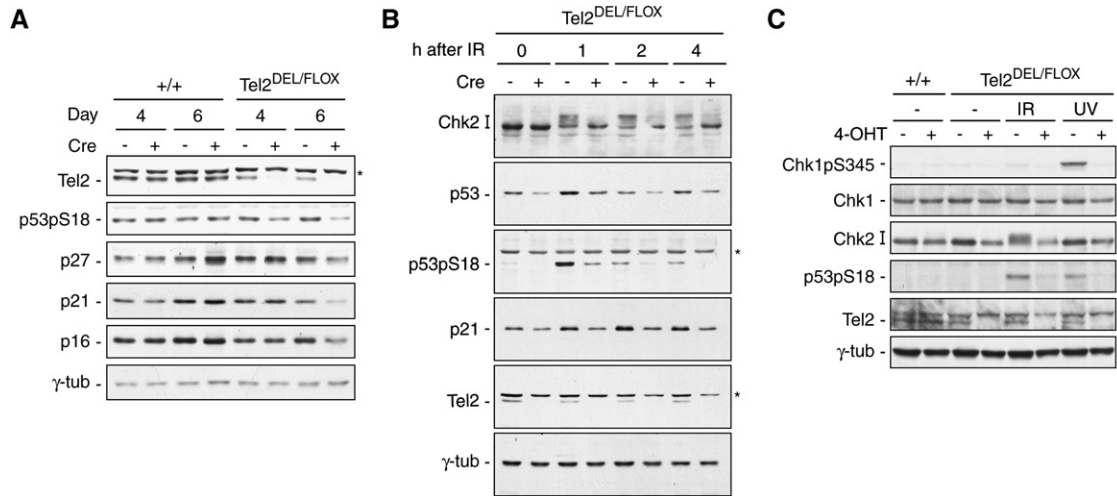 A
+/+ Tel2DEL/FLOX
Day 4 6 4 6
Cre - + - + - + - +
Tel2 - *
p53pS18 -
p27 -
p21 -
p16 -
γ-tub -
B
Tel2DEL/FLOX
h after IR 0 1 2 4
Cre - + - + - + - +
Chk2 I
p53 -
p53pS18 - *
p21 -
Tel2 - *
γ-tub -
C
+/+ Tel2DEL/FLOX
- - IR UV
4-OHT - + - + - + - +
Chk1pS345 -
Chk1 -
Chk2 I
p53pS18 -
Tel2 -
γ-tub -